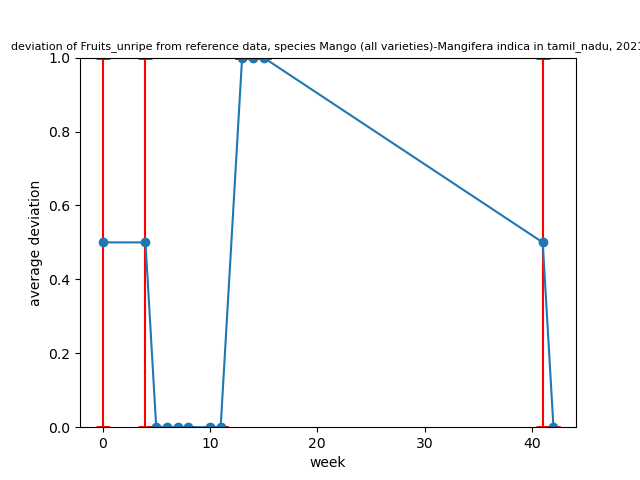 deviation of Fruits_unripe from reference data, species Mango (all varieties)-Mangifera indica in tamil_nadu, 2021
1.0
0.8
0.6
0.4
0.2
0.0
average deviation
0 10 20 30 40
week